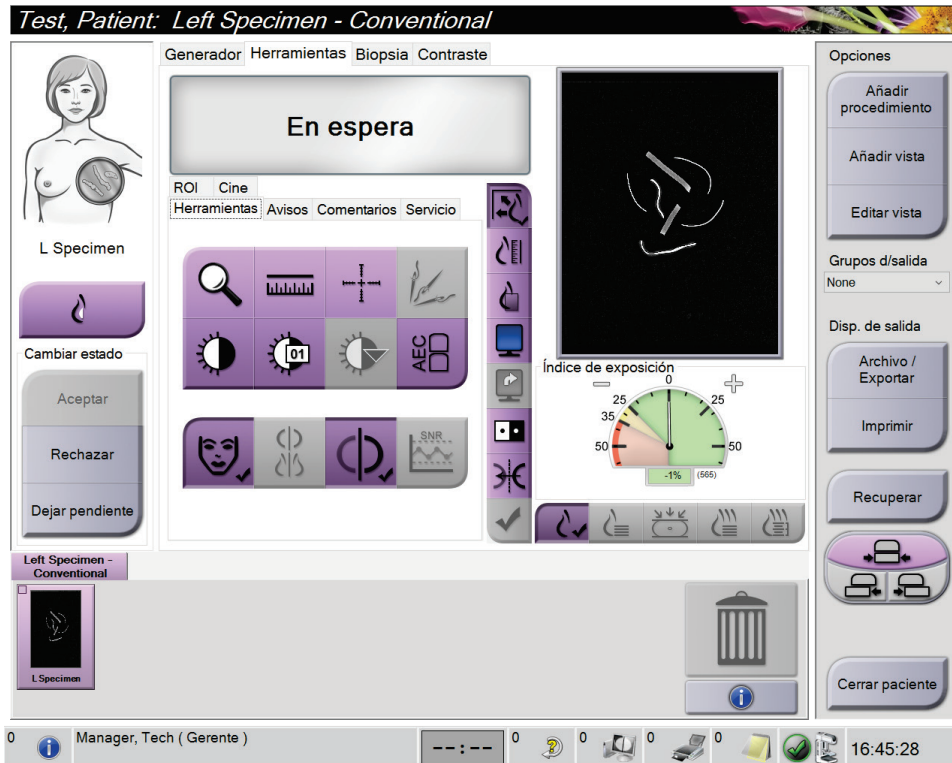 Test, Patient: Left Specimen - Conventional
Generador Herramientas Biopsia Contraste
En espera
ROI Cine
Herramientas Avisos Comentarios Servicio
L Specimen
Cambiar estado
Aceptar
Rechazar
Dejar pendiente
01
AEC
SNR
Índice de exposición
0
25 25
35
50 50
-1% (565)
Opciones
Añadir
procedimiento
Añadir vista
Editar vista
Grupos d/salida
None
Disp. de salida
Archivo /
Exportar
Imprimir
Recuperar
Cerrar paciente
Left Specimen -
Conventional
L Specimen
0 Manager, Tech ( Gerente ) --:-- 0 0 0 0 16:45:28